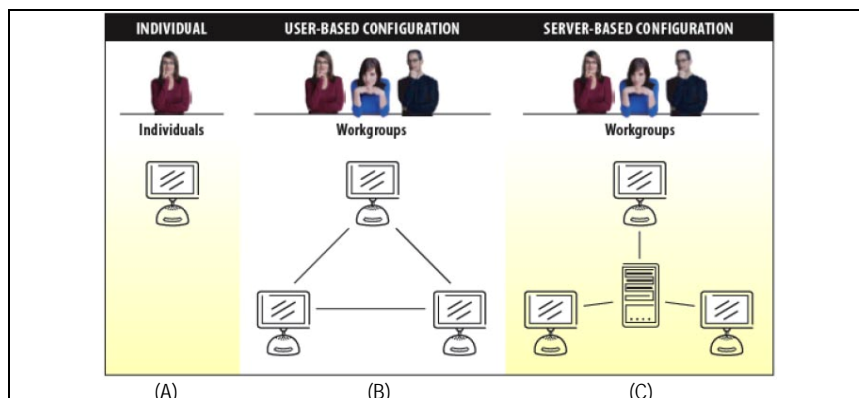 INDIVIDUAL USER-BASED CONFIGURATION SERVER-BASED CONFIGURATION
Individuals Workgroups Workgroups
(A) (B) (C)